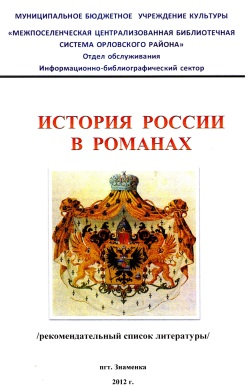 МУНИЦИПАЛЬНОЕ БЮДЖЕТНОЕ УЧРЕЖДЕНИЕ КУЛЬТУРЫ
«МЕЖПОСЕЛЕНЧЕСКАЯ ЦЕНТРАЛИЗОВАННАЯ БИБЛИОТЕЧНАЯ
СИСТЕМА ОРЛОВСКОГО РАЙОНА»
Отдел обслуживания
Информационно-библиографический сектор
ИСТОРИЯ РОССИИ
В РОМАНАХ
/рекомендательный список литературы/
пгт. Знаменка
2012 г.